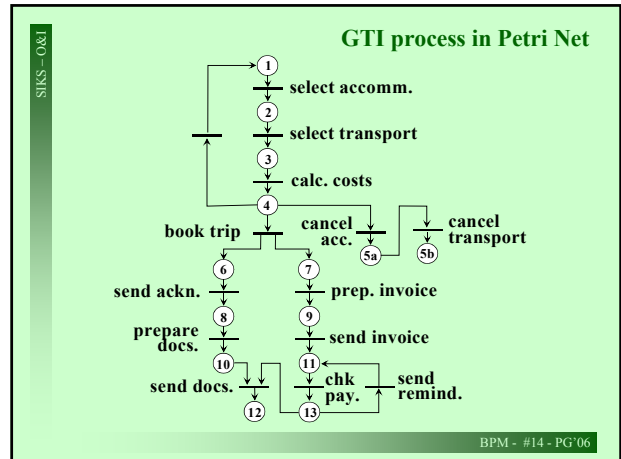 SIKS – O&I
GTI process in Petri Net
1
select accomm.
2
select transport
3
calc. costs
4
book trip
cancel
acc.
cancel
transport
5a
5b
6
7
send ackn.
prep. invoice
8
9
prepare
docs.
send invoice
10
11
send docs.
chk
pay.
send
remind.
12
13
BPM - #14 - PG'06